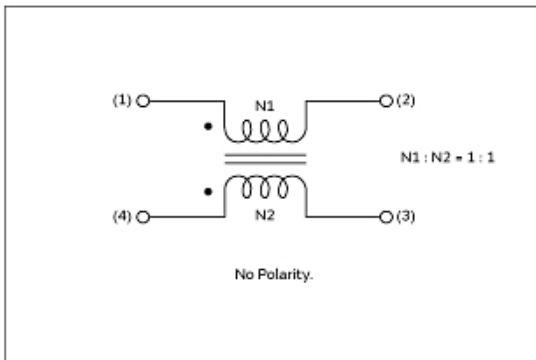 (1)
N1
(2)
N1 : N2 = 1 : 1
(4)
N2
(3)
No Polarity.